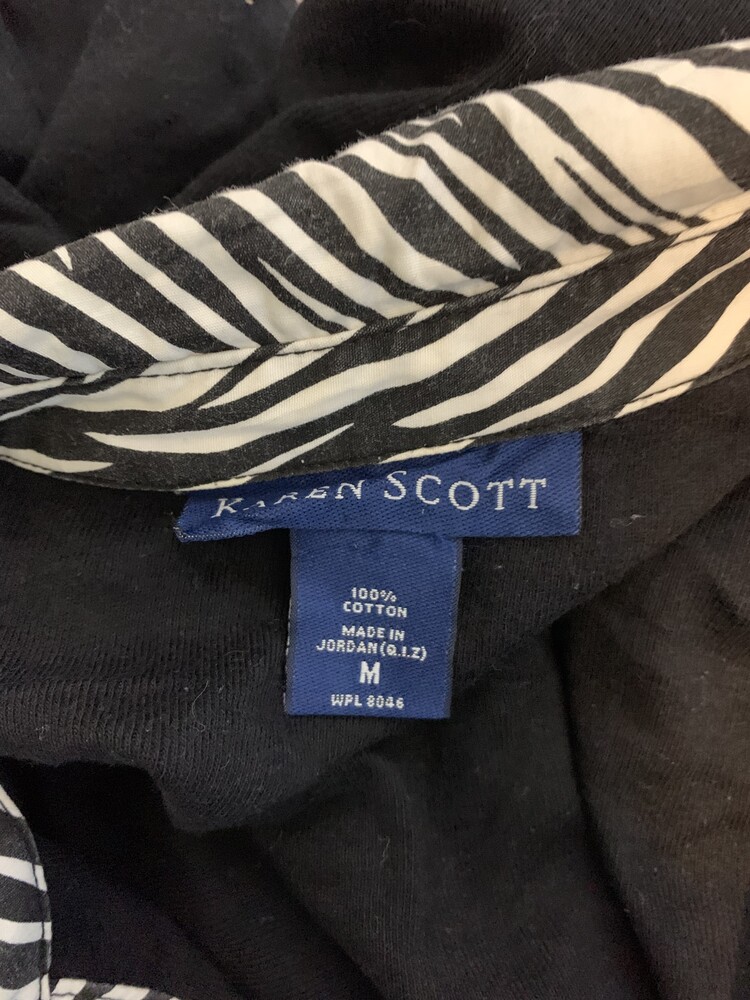 KAREN SCOTT
100%
COTTON
MADE IN
JORDAN (Q.I.Z)
M
WPL 8046